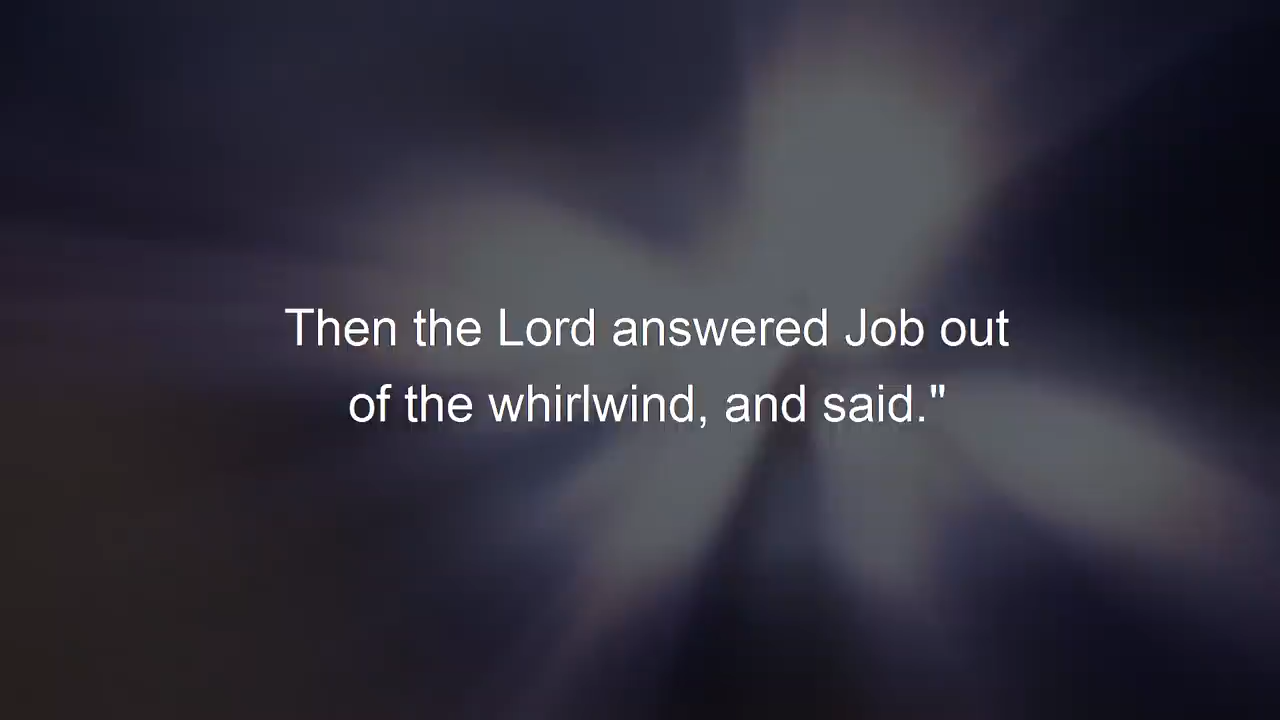 Then the Lord answered Job out
of the whirlwind, and said."